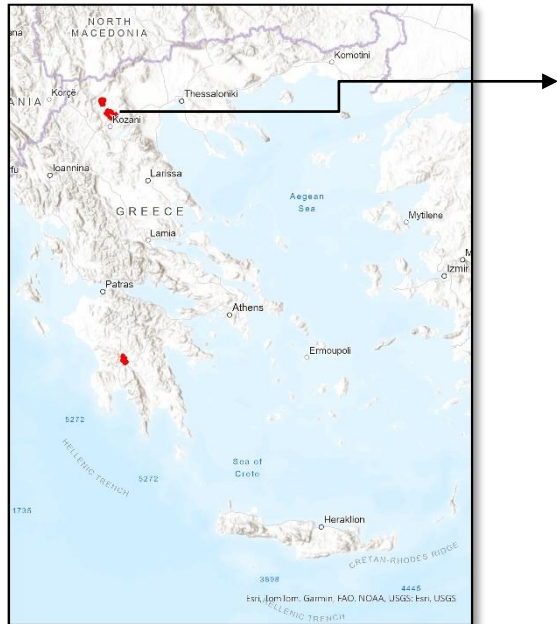 NORTH
MACEDONIA
ana
Komotini
Korçë
ANIA
Thessaloniki
Kozani
rfu
Ioannina
Larissa
Aegean
Sea
GREECE
Mytilene
Lamia
M
Izmir
Patras
Athens
Ermoupoli
5272
HELLENIC TRENCH
5272
Sea of
Crete
1735
Heraklion
CRETAN-RHODES RIDGE
3898
4445
Esri, TomTom, Garmin, FAO, NOAA, USGS; Esri, USGS
HELLENIC TRENCH